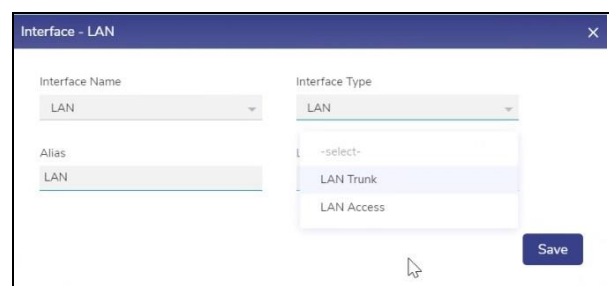 Interface - LAN ×
Interface Name Interface Type
LAN LAN
Alias L
LAN
-select-
LAN Trunk
LAN Access
Save